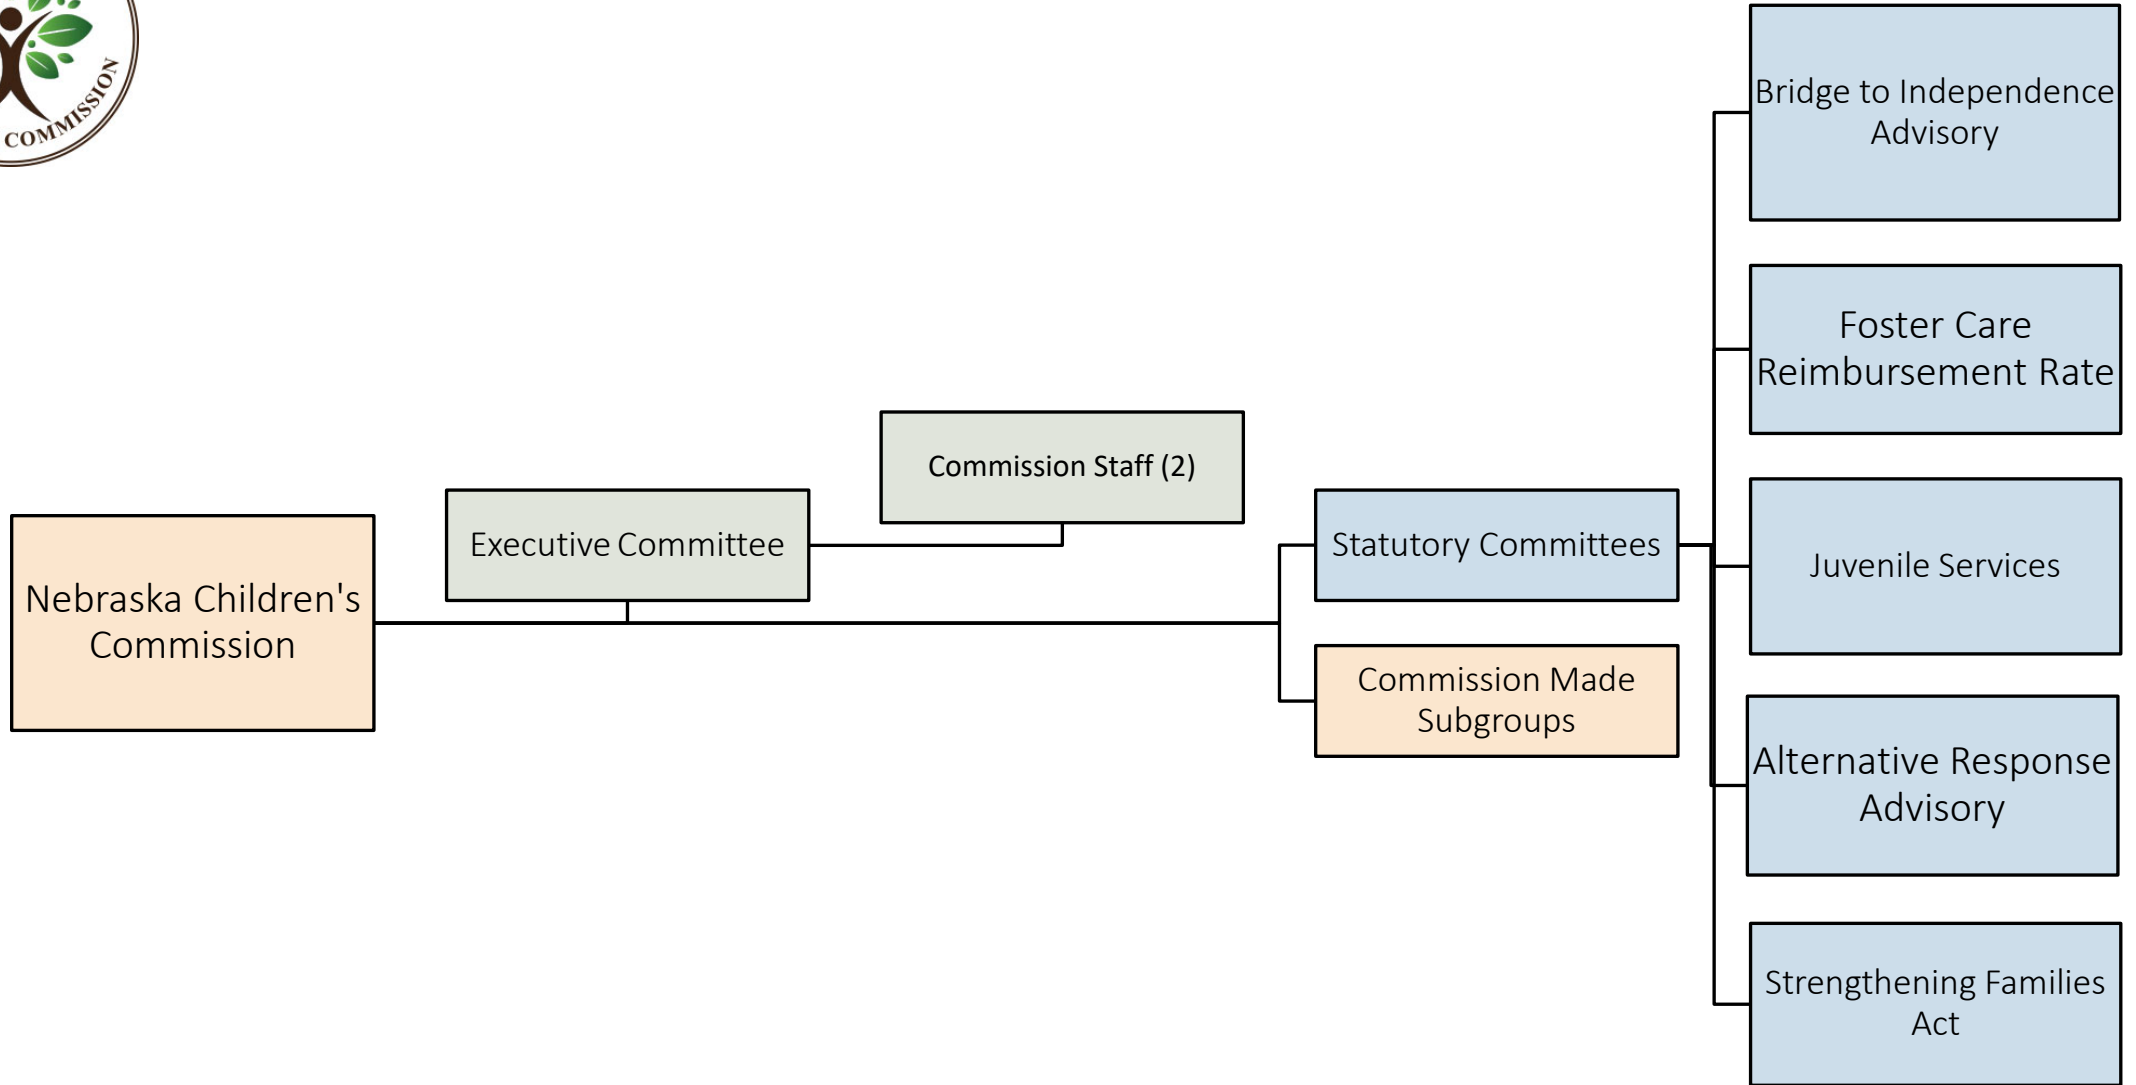 COMMISSION
Bridge to Independence
Advisory
Foster Care
Reimbursement Rate
Commission Staff (2)
Executive Committee
Statutory Committees
Juvenile Services
Nebraska Children's
Commission
Commission Made
Subgroups
Alternative Response
Advisory
Strengthening Families
Act